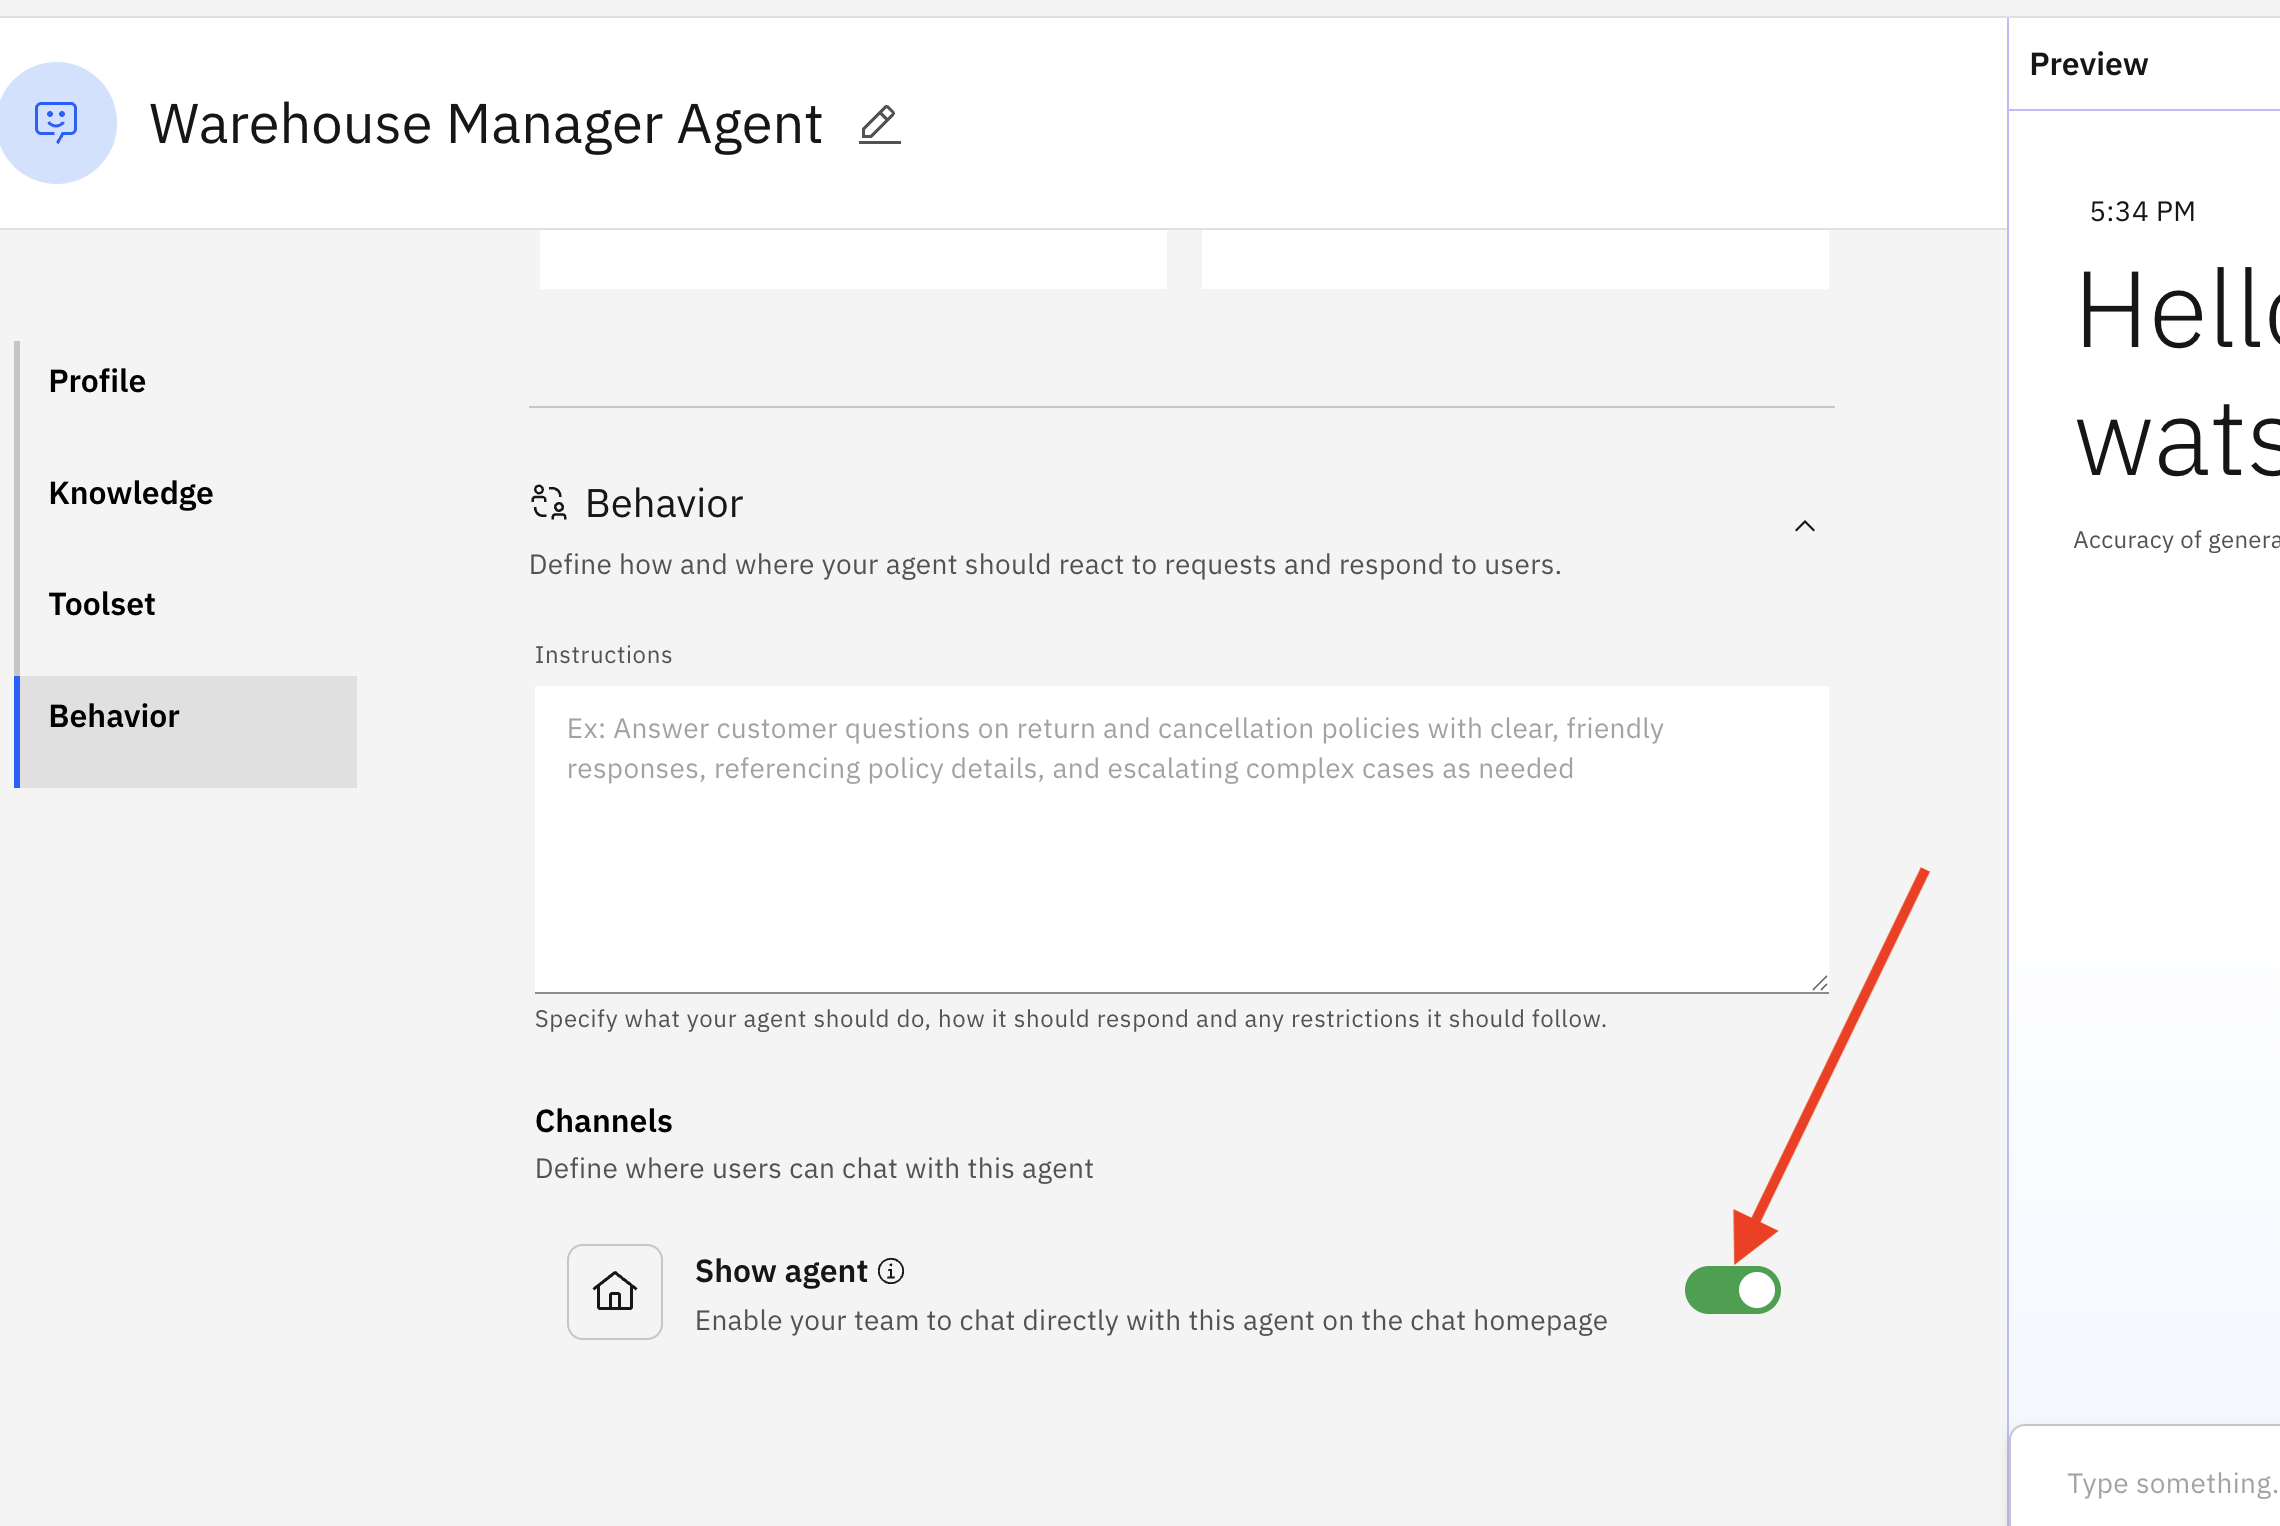 Warehouse Manager Agent
Profile
Knowledge
Toolset
Behavior
Behavior
Define how and where your agent should react to requests and respond to users.
Instructions
Ex: Answer customer questions on return and cancellation policies with clear, friendly
responses, referencing policy details, and escalating complex cases as needed
Specify what your agent should do, how it should respond and any restrictions it should follow.
Channels
Define where users can chat with this agent
Show agent
Enable your team to chat directly with this agent on the chat homepage
Preview
5:34 PM
Hello
wats
Accuracy of genera
Type something.